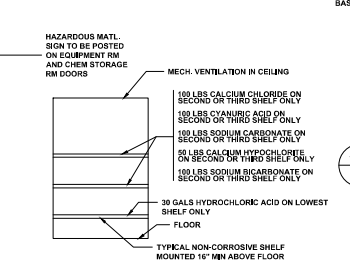 BAS
HAZARDOUS MATL.
SIGN TO BE POSTED
ON EQUIPMENT RM
AND CHEM STORAGE
RM DOORS
MECH. VENTILATION IN CEILING
100 LBS CALCIUM CHLORIDE ON
SECOND OR THIRD SHELF ONLY
100 LBS CYANURIC ACID ON
SECOND OR THIRD SHELF ONLY
100 LBS SODIUM CARBONATE ON
SECOND OR THIRD SHELF ONLY
50 LBS CALCIUM HYPOCHLORITE
ON SECOND OR THIRD SHELF ONLY
100 LBS SODIUM BICARBONATE ON
SECOND OR THIRD SHELF ONLY
30 GALS HYDROCHLORIC ACID ON LOWEST
SHELF ONLY
FLOOR
TYPICAL NON-CORROSIVE SHELF
MOUNTED 16" MIN ABOVE FLOOR